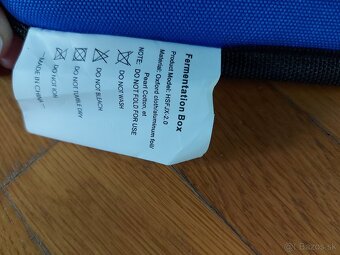 Fermentation Box
Product Model: HSFJX-2.0
Material: Oxford cloth/aluminum foil/
Pearl Cotton, et
NOTE: DO NOT FOLD FOR USE
DO NOT WASH
DO NOT BLEACH
DO NOT TUMBLE DRY
DO NOT IRON
"MADE IN CHINA"
bazos.sk